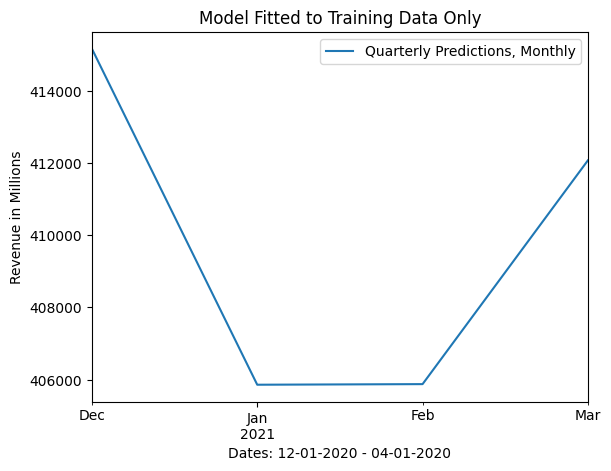 Model Fitted to Training Data Only
Quarterly Predictions, Monthly
Revenue in Millions
414000
412000
410000
408000
406000
Dec
Jan
2021
Feb
Mar
Dates: 12-01-2020 - 04-01-2020